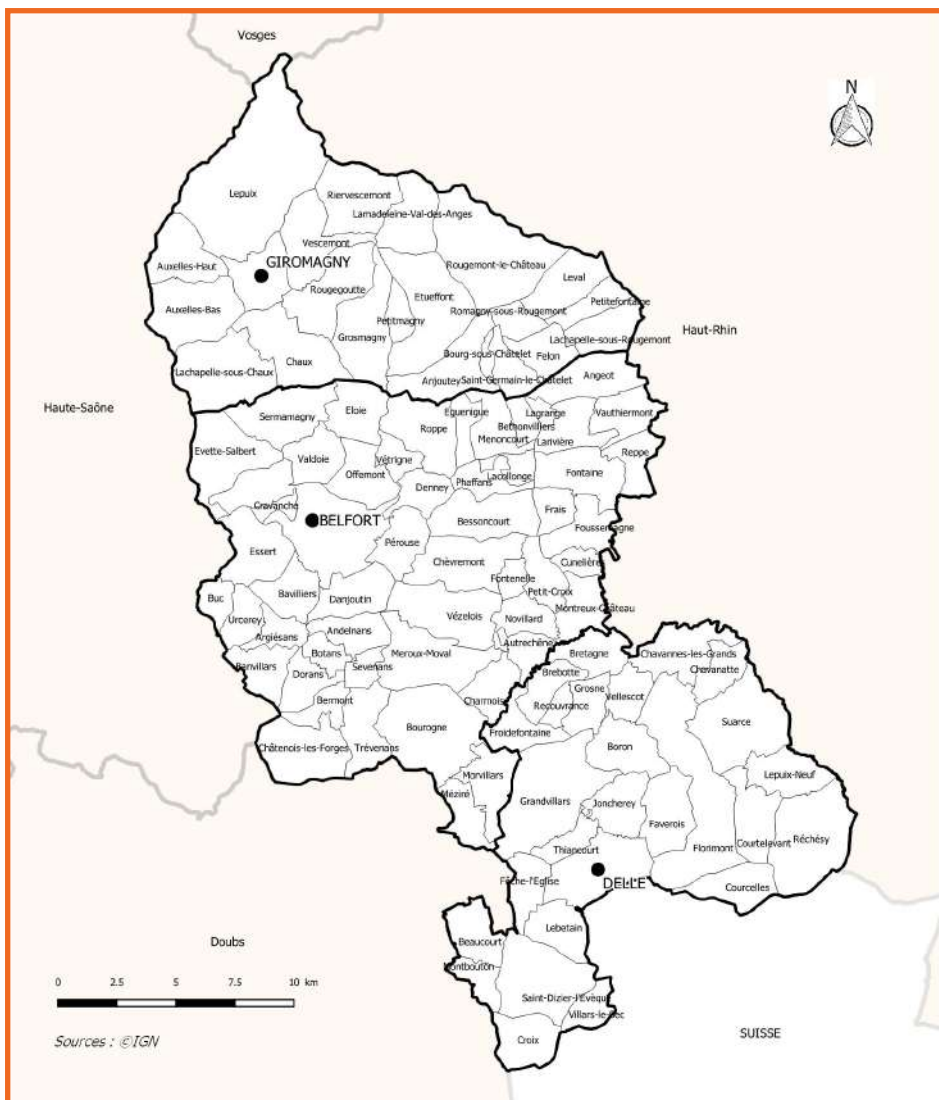 Vosges
N
Lepuix
Riervescemont
Lamadeleine-Val-des-Anges
Vescemont
GIROMAGNY
Auxelles-Haut
Rougemont-le-Château
Leval
Rougegoutte
Etueffont
Petitefontaine
Auxelles-Bas
Romagny-sous-Rougemont
Petitmagny
Haut-Rhin
Grosmagny
Lachapelle-sous-Rougemont
Bourg-sous-Châtelet
Felon
Chaux
Lachapelle-sous-Chaux
Anjoutey
Saint-Germain-le-Châtelet
Angeot
Haute-Saône
Sermamagny
Eloie
Eguenigue
Lagrange
Vauthiermont
Roppe
Bethonvilliers
Menoncourt
Larivière
Evette-Salbert
Valdoie
Vétrigne
Reppe
Offemont
Fontaine
Lacollonge
Phaffans
Denney
Cravanche
Frais
BELFORT
Bessoncourt
Foussemagne
Pérouse
Essert
Chèvremont
Cunelière
Fontenelle
Petit-Croix
Buc
Bavilliers
Danjoutin
Montreux-Château
Urcerey
Vézelois
Novillard
Andelnans
Argiésans
Autrechêne
Botans
Meroux-Moval
Bretagne
Chavannes-les-Grands
Banvillars
Sevenans
Chavanatte
Dorans
Brebotte
Grosne
Vellescot
Bermont
Charmois
Recouvrance
Suarce
Bourogne
Froidefontaine
Châtenois-les-Forges
Trévenans
Boron
Morvillars
Lepuix-Neuf
Méziré
Grandvillars
Joncherey
Faverois
Réchésy
Thiancourt
Florimont
Courtelevant
Fêche-l'Eglise
DELLE
Courcelles
Lebetain
Doubs
Beaucourt
Montbouton
0 2.5 5 7.5 10 km
Saint-Dizier-l'Evêque
Villars-le-Sec
SUISSE
Croix
Sources : ©IGN